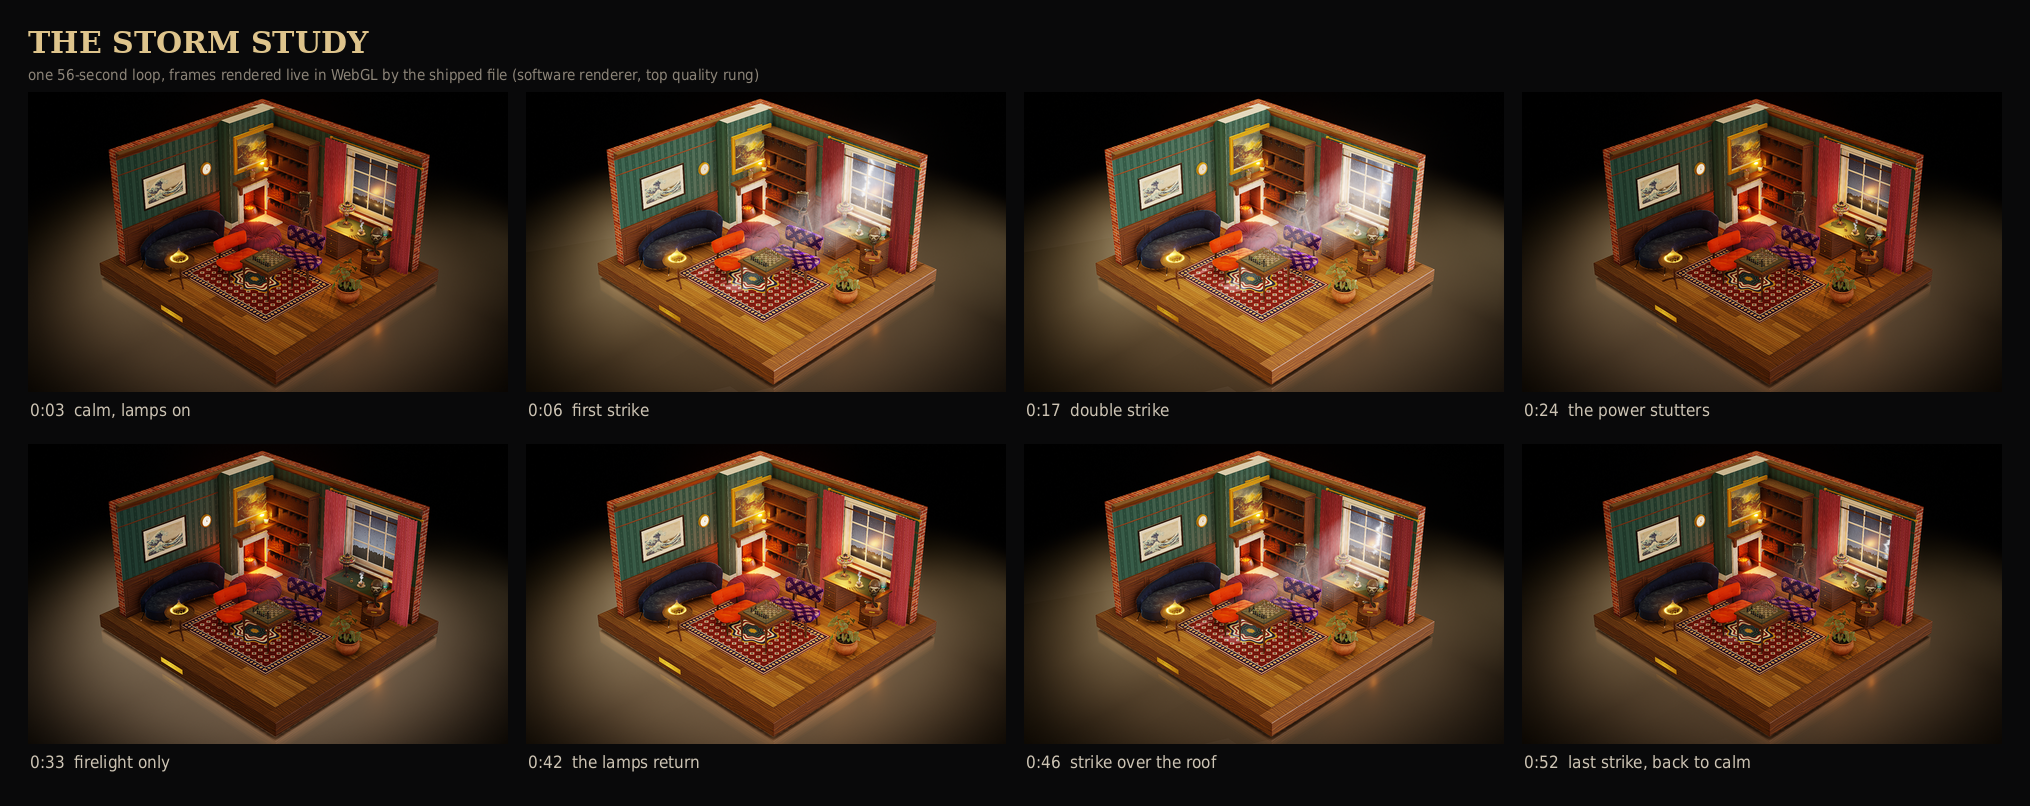 THE STORM STUDY
one 56-second loop, frames rendered live in WebGL by the shipped file (software renderer, top quality rung)
0:03 calm, lamps on
0:06 first strike
0:17 double strike
0:24 the power stutters
0:33 firelight only
0:42 the lamps return
0:46 strike over the roof
0:52 last strike, back to calm